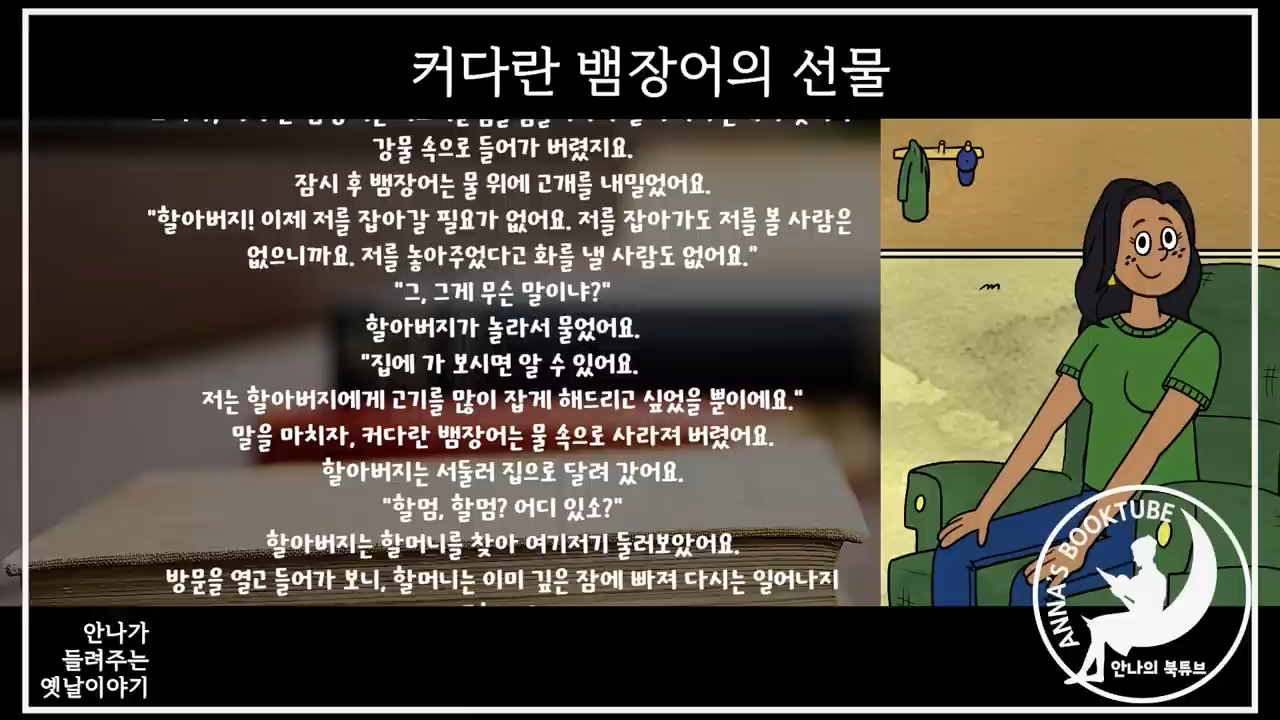 커다란 뱀장어의 선물
강물 속으로 들어가 버렸지요.
잠시 후 뱀장어는 물 위에 고개를 내밀었어요.
"할아버지! 이제 저를 잡아갈 필요가 없어요. 저를 잡아가도 저를 볼 사람은
없으니까요. 저를 놓아주었다고 화를 낼 사람도 없어요."
"그, 그게 무슨 말이냐?"
할아버지가 놀라서 물었어요.
"집에 가 보시면 알 수 있어요.
저는 할아버지에게 고기를 많이 잡게 해드리고 싶었을 뿐이에요."
말을 마치자, 커다란 뱀장어는 물 속으로 사라져 버렸어요.
할아버지는 서둘러 집으로 달려 갔어요.
"할멈, 할멈? 어디 있소?"
할아버지는 할머니를 찾아 여기저기 둘러보았어요.
방문을 열고 들어가 보니, 할머니는 이미 깊은 잠에 빠져 다시는 일어나지
안나가
들려주는
옛날이야기
ANNA'S BOOKTUBE
안나의 북튜브